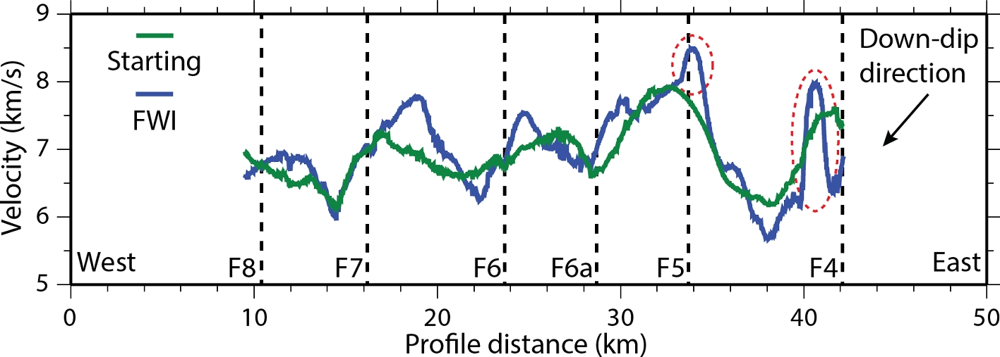 9
8
7
6
5
Velocity (km/s)
Starting
FWI
Down-dip
direction
West
F8
F7
F6
F6a
F5
F4
East
0
10
20
30
40
50
Profile distance (km)